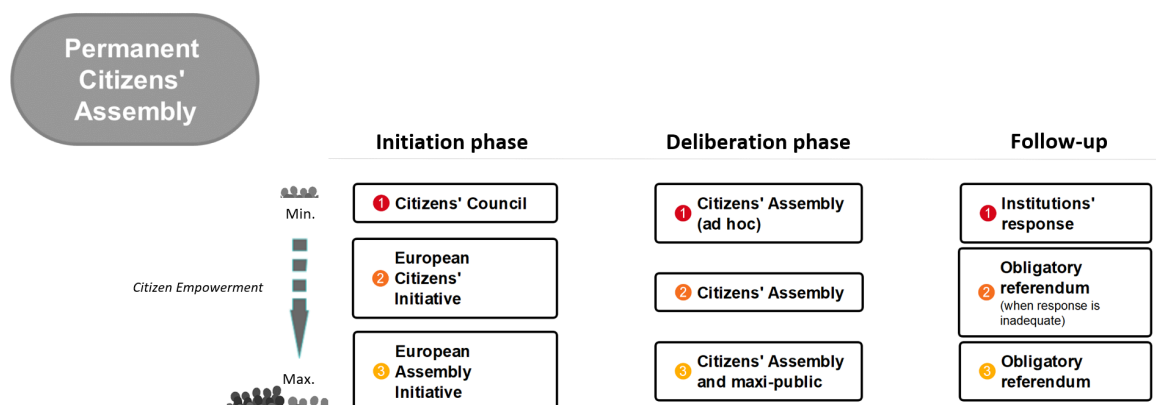 Permanent
Citizens'
Assembly
Initiation phase
Deliberation phase
Follow-up
Min.
Citizen Empowerment
Max.
1 Citizens' Council
2 European
Citizens'
Initiative
3 European
Assembly
Initiative
1 Citizens' Assembly
(ad hoc)
2 Citizens' Assembly
3 Citizens' Assembly
and maxi-public
1 Institutions'
response
2 Obligatory
referendum
(when response is
inadequate)
3 Obligatory
referendum